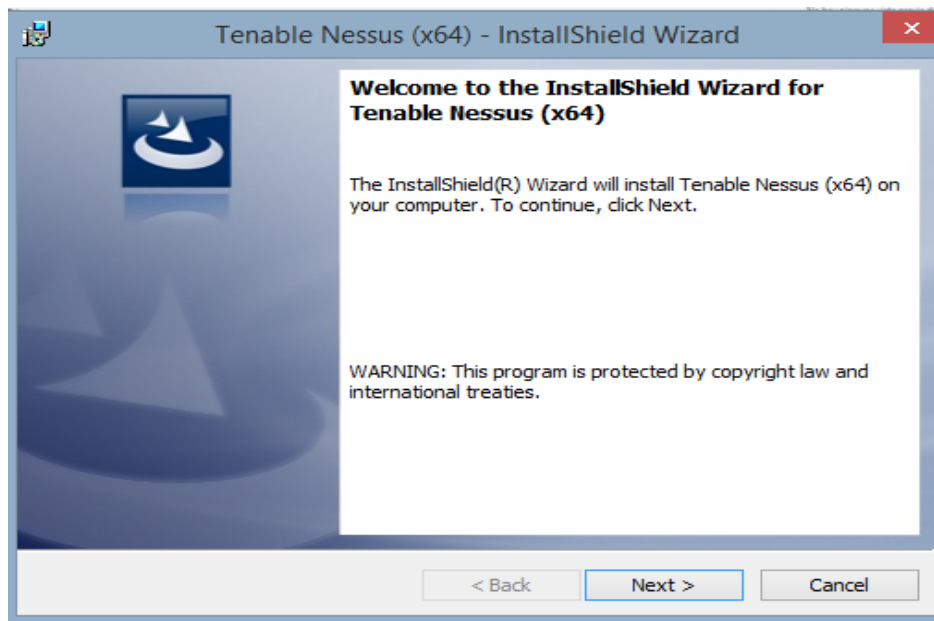 Tenable Nessus (x64) - InstallShield Wizard
Welcome to the InstallShield Wizard for
Tenable Nessus (x64)
The InstallShield(R) Wizard will install Tenable Nessus (x64) on
your computer. To continue, click Next.
WARNING: This program is protected by copyright law and
international treaties.
< Back
Next >
Cancel